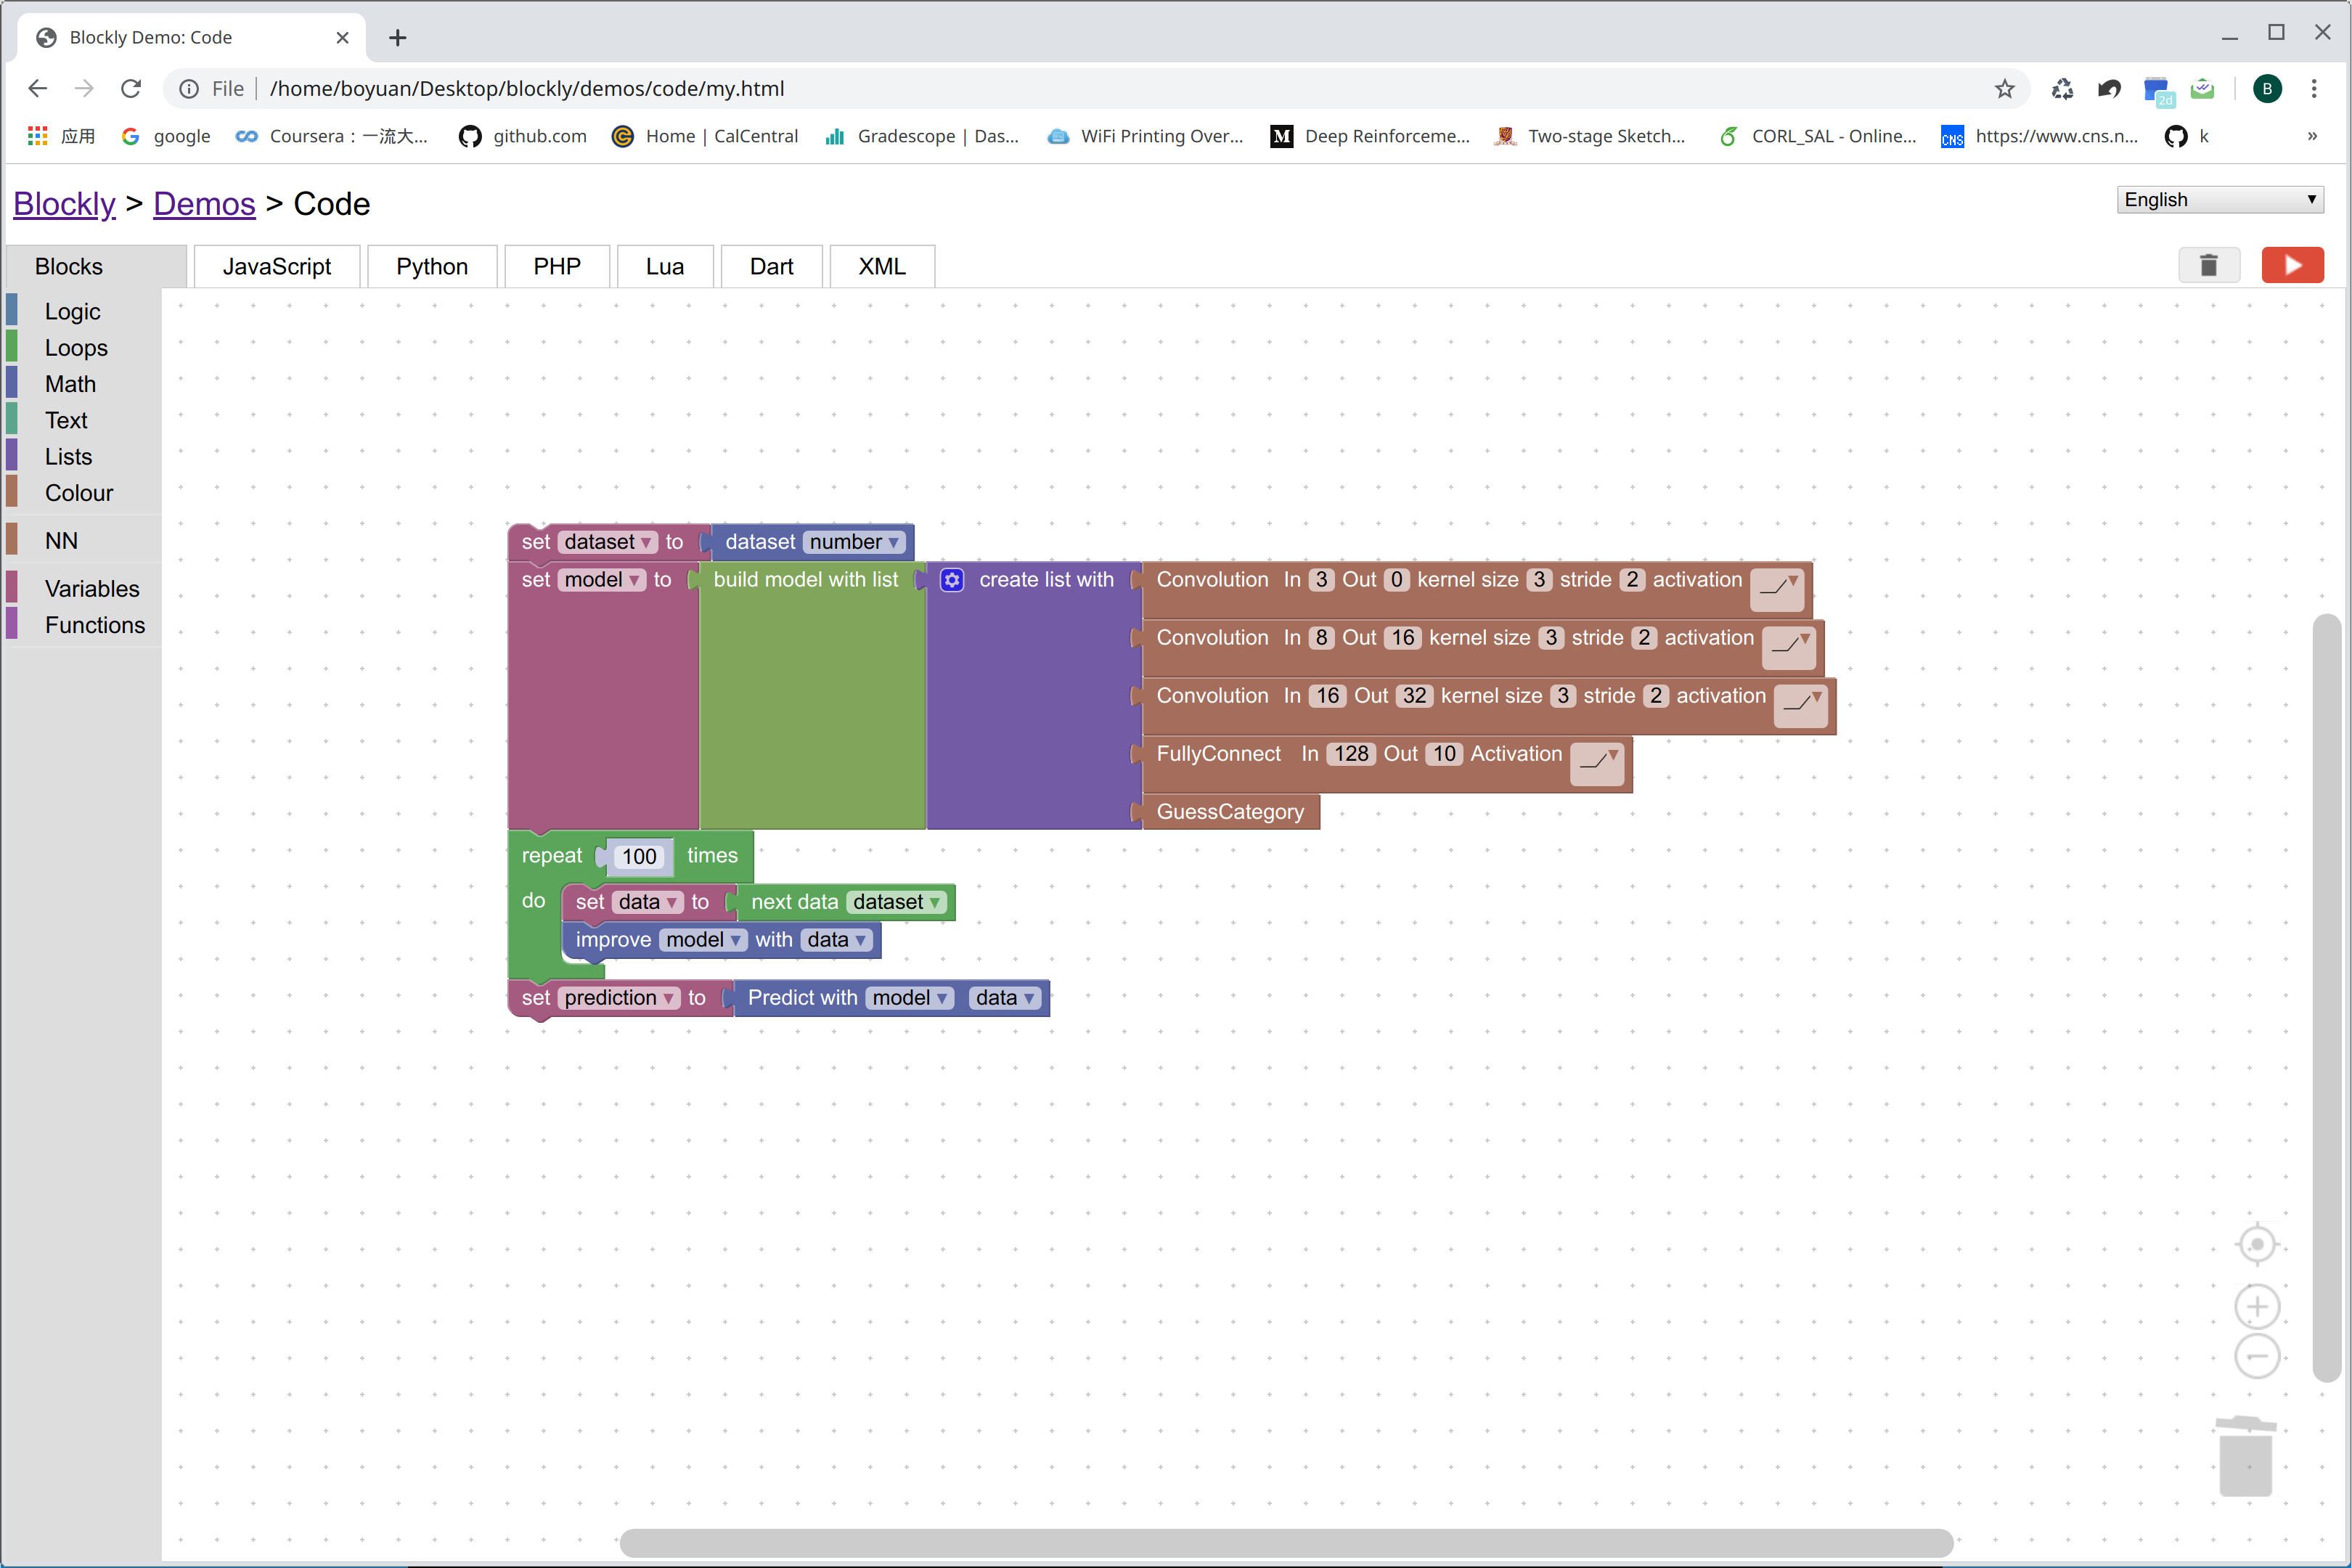 Blockly Demo: Code
File /home/boyuan/Desktop/blockly/demos/code/my.html
2d
B
应用 google Coursera：一流大... github.com Home | CalCentral Gradescope | Das... WiFi Printing Over... M Deep Reinforceme... Two-stage Sketch... CORL_SAL - Online... CNS https://www.cns.n... k »
Blockly > Demos > Code
English
Blocks JavaScript Python PHP Lua Dart XML
Logic
Loops
Math
Text
Lists
Colour
NN
Variables
Functions
set dataset to dataset number
set model to build model with list create list with Convolution In 3 Out 0 kernel size 3 stride 2 activation
Convolution In 8 Out 16 kernel size 3 stride 2 activation
Convolution In 16 Out 32 kernel size 3 stride 2 activation
FullyConnect In 128 Out 10 Activation
GuessCategory
repeat 100 times
do set data to next data dataset
improve model with data
set prediction to Predict with model data